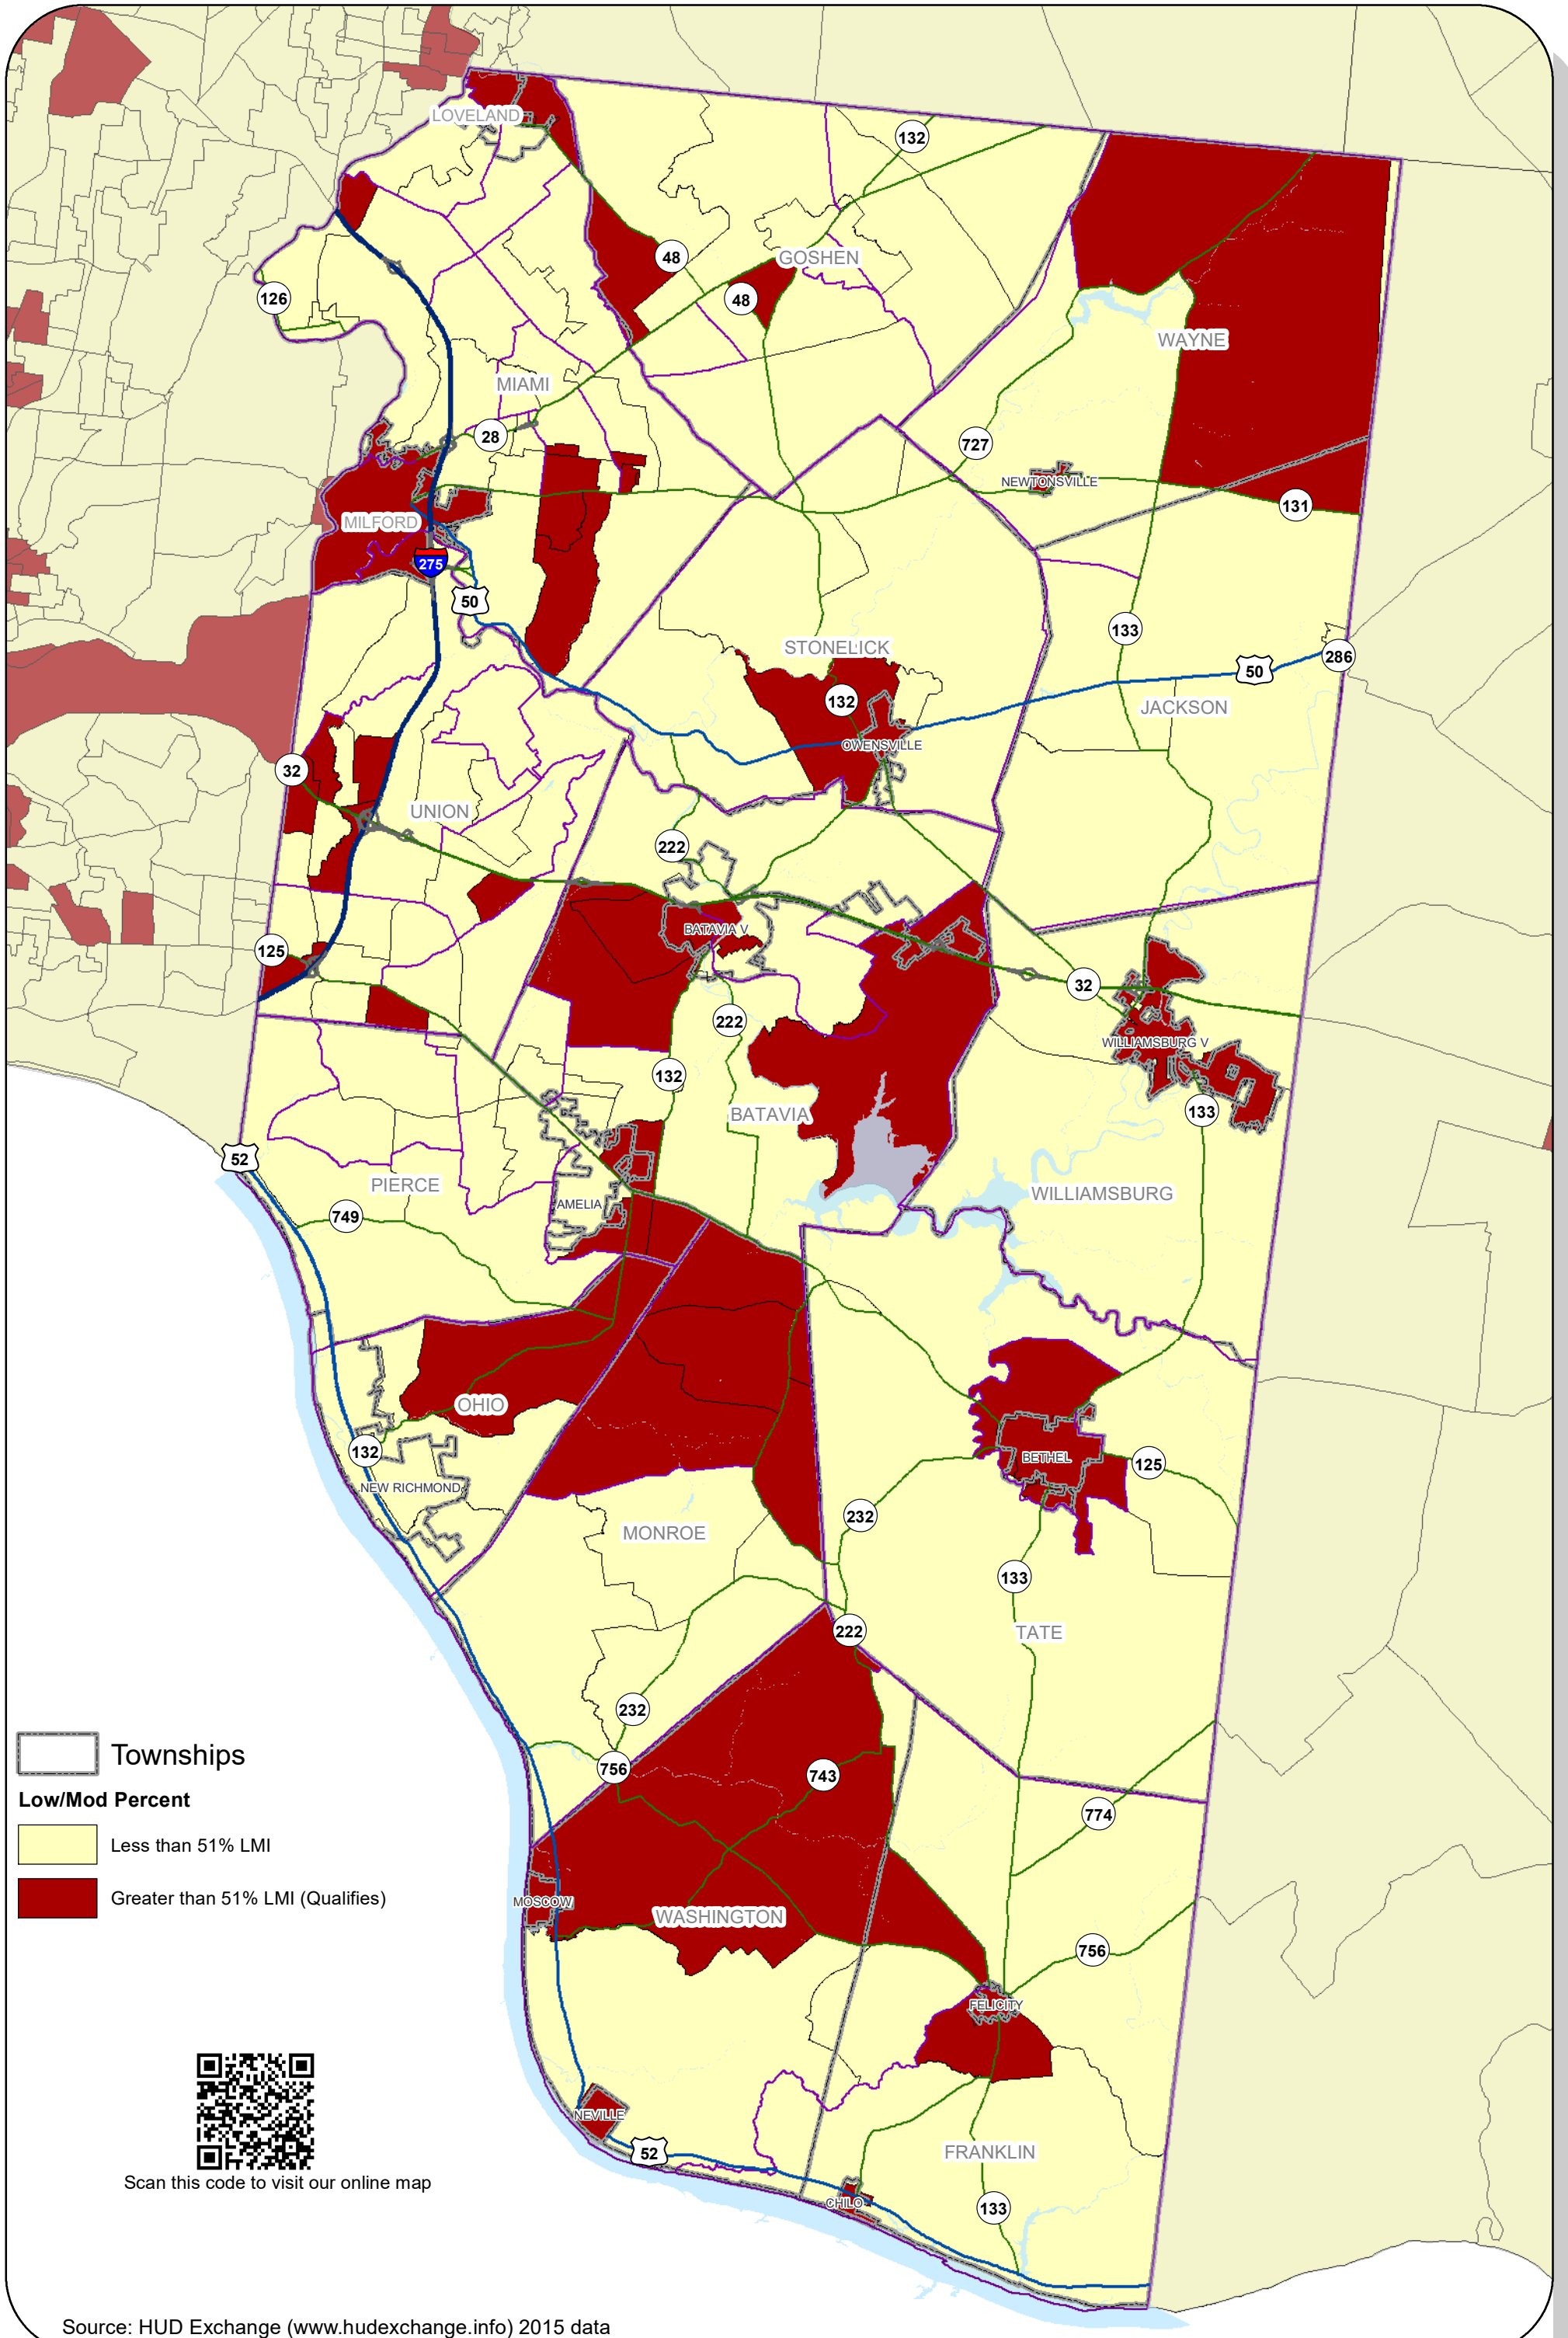 LOVELAND
132
48
GOSHEN
126
48
WAYNE
MIAMI
28
727
NEWTONSVILLE
131
MILFORD
275
50
133
STONELICK
286
50
132
JACKSON
OWENSVILLE
32
UNION
222
BATAVIA V
125
32
222
WILLIAMSBURG V
132
133
BATAVIA
52
PIERCE
WILLIAMSBURG
AMELIA
749
OHIO
132
BETHEL
125
NEW RICHMOND
232
MONROE
133
222
TATE
232
Townships
756
743
Low/Mod Percent
774
Less than 51% LMI
Greater than 51% LMI (Qualifies)
MOSCOW
WASHINGTON
756
FELICITY
NEVILLE
52
FRANKLIN
Scan this code to visit our online map
CHILO
133
Source: HUD Exchange (www.hudexchange.info) 2015 data